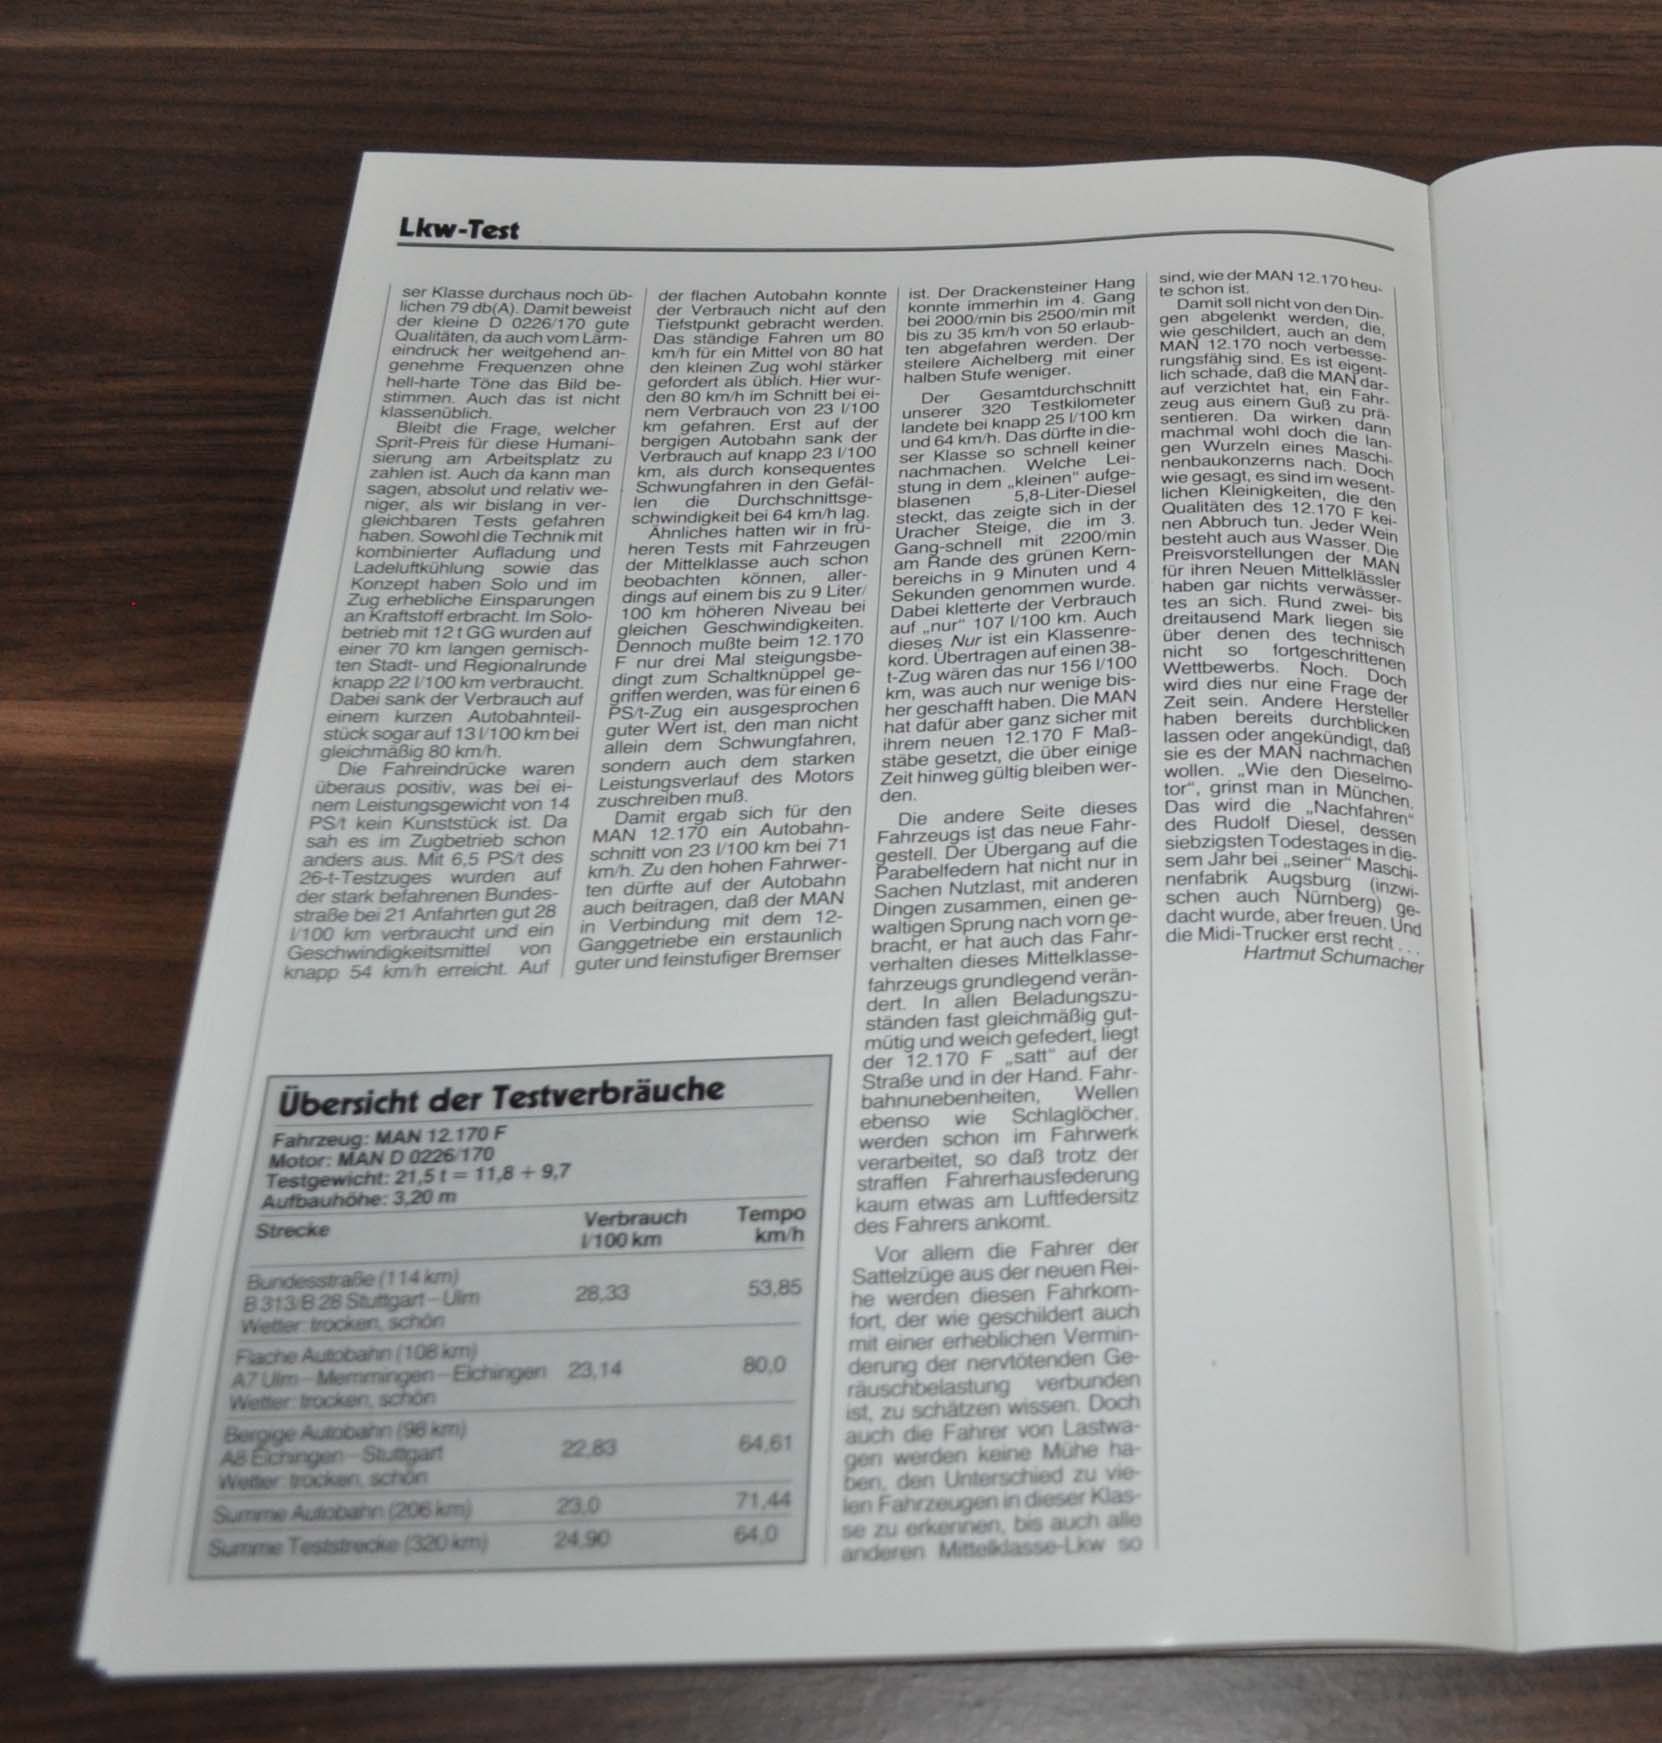 Lkw-Test
ser Klasse durchaus noch üb-
lichen 79 db(A). Damit beweist
der kleine D 0226/170 gute
Qualitäten, da auch vom Lärm-
eindruck her weitgehend an-
genehme Frequenzen ohne
hell-harte Töne das Bild be-
stimmen. Auch das ist nicht
klassenüblich.
Bleibt die Frage, welcher
Sprit-Preis für diese Humani-
sierung am Arbeitsplatz zu
zahlen ist. Auch da kann man
sagen, absolut und relativ we-
niger, als wir bislang in ver-
gleichbaren Tests gefahren
haben. Sowohl die Technik mit
kombinierter Aufladung und
Ladeluftkühlung sowie das
Konzept haben Solo und im
Zug erhebliche Einsparungen
an Kraftstoff erbracht. Im Solo-
betrieb mit 12 t GG wurden auf
einer 70 km langen gemisch-
ten Stadt- und Regionalrunde
knapp 22 l/100 km verbraucht.
Dabei sank der Verbrauch auf
einem kurzen Autobahnteil-
stück sogar auf 13 l/100 km bei
gleichmäßig 80 km/h.
Die Fahreindrücke waren
überaus positiv, was bei ei-
nem Leistungsgewicht von 14
PS/t kein Kunststück ist. Da
sah es im Zugbetrieb schon
anders aus. Mit 6,5 PS/t des
26-t-Testzuges wurden auf
der stark befahrenen Bundes-
straße bei 21 Anfahrten gut 28
l/100 km verbraucht und ein
Geschwindigkeitsmittel von
knapp 54 km/h erreicht. Auf
der flachen Autobahn konnte
der Verbrauch nicht auf den
Tiefstpunkt gebracht werden.
Das ständige Fahren um 80
km/h für ein Mittel von 80 hat
den kleinen Zug wohl stärker
gefordert als üblich. Hier wur-
den 80 km/h im Schnitt bei ei-
nem Verbrauch von 23 l/100
km gefahren. Erst auf der
bergigen Autobahn sank der
Verbrauch auf knapp 23 l/100
km, als durch konsequentes
Schwungfahren in den Gefäl-
len die Durchschnittsge-
schwindigkeit bei 64 km/h lag.
Ähnliches hatten wir in frü-
heren Tests mit Fahrzeugen
der Mittelklasse auch schon
beobachten können, aller-
dings auf einem bis zu 9 Liter/
100 km höheren Niveau bei
gleichen Geschwindigkeiten.
Dennoch mußte beim 12.170
F nur drei Mal steigungsbe-
dingt zum Schaltknüppel ge-
griffen werden, was für einen 6
PS/t-Zug ein ausgesprochen
guter Wert ist, den man nicht
allein dem Schwungfahren,
sondern auch dem starken
Leistungsverlauf des Motors
zuschreiben muß.
Damit ergab sich für den
MAN 12.170 ein Autobahn-
schnitt von 23 l/100 km bei 71
km/h. Zu den hohen Fahrwer-
ten dürfte auf der Autobahn
auch beitragen, daß der MAN
in Verbindung mit dem 12-
Ganggetriebe ein erstaunlich
guter und feinstufiger Bremser
ist. Der Drackensteiner Hang
konnte immerhin im 4. Gang
bei 2000/min bis 2500/min mit
bis zu 35 km/h von 50 erlaub-
ten abgefahren werden. Der
steilere Aichelberg mit einer
halben Stufe weniger.
Der Gesamtdurchschnitt
unserer 320 Testkilometer
landete bei knapp 25 l/100 km
und 64 km/h. Das dürfte in die-
ser Klasse so schnell keiner
nachmachen. Welche Lei-
stung in dem „kleinen“ aufge-
blasenen 5,8-Liter-Diesel
steckt, das zeigte sich in der
Uracher Steige, die im 3.
Gang-schnell mit 2200/min
am Rande des grünen Kern-
bereichs in 9 Minuten und 4
Sekunden genommen wurde.
Dabei kletterte der Verbrauch
auf „nur“ 107 l/100 km. Auch
dieses Nur ist ein Klassenre-
kord. Übertragen auf einen 38-
t-Zug wären das nur 156 l/100
km, was auch nur wenige bis-
her geschafft haben. Die MAN
hat dafür aber ganz sicher mit
ihrem neuen 12.170 F Maß-
stäbe gesetzt, die über einige
Zeit hinweg gültig bleiben wer-
den.
Die andere Seite dieses
Fahrzeugs ist das neue Fahr-
gestell. Der Übergang auf die
Parabelfedern hat nicht nur in
Sachen Nutzlast, mit anderen
Dingen zusammen, einen ge-
waltigen Sprung nach vorn ge-
bracht, er hat auch das Fahr-
verhalten dieses Mittelklasse-
fahrzeugs grundlegend verän-
dert. In allen Beladungszu-
ständen fast gleichmäßig gut-
mütig und weich gefedert, liegt
der 12.170 F „satt“ auf der
Straße und in der Hand. Fahr-
bahnunebenheiten, Wellen
ebenso wie Schlaglöcher,
werden schon im Fahrwerk
verarbeitet, so daß trotz der
straffen Fahrerhausfederung
kaum etwas am Luftfedersitz
des Fahrers ankomt.
Vor allem die Fahrer der
Sattelzüge aus der neuen Rei-
he werden diesen Fahrkom-
fort, der wie geschildert auch
mit einer erheblichen Vermin-
derung der nervtötenden Ge-
räuschbelastung verbunden
ist, zu schätzen wissen. Doch
auch die Fahrer von Lastwa-
gen werden keine Mühe ha-
ben, den Unterschied zu vie-
len Fahrzeugen in dieser Klas-
se zu erkennen, bis auch alle
anderen Mittelklasse-Lkw so
sind, wie der MAN 12.170 heu-
te schon ist.
Damit soll nicht von den Din-
gen abgelenkt werden, die,
wie geschildert, auch an dem
MAN 12.170 noch verbesse-
rungsfähig sind. Es ist eigent-
lich schade, daß die MAN dar-
auf verzichtet hat, ein Fahr-
zeug aus einem Guß zu prä-
sentieren. Da wirken dann
machmal wohl doch die lan-
gen Wurzeln eines Maschi-
nenbaukonzerns nach. Doch
wie gesagt, es sind im wesent-
lichen Kleinigkeiten, die den
Qualitäten des 12.170 F kei-
nen Abbruch tun. Jeder Wein
besteht auch aus Wasser. Die
Preisvorstellungen der MAN
für ihren Neuen Mittelklässler
haben gar nichts verwässer-
tes an sich. Rund zwei- bis
dreitausend Mark liegen sie
über denen des technisch
nicht so fortgeschrittenen
Wettbewerbs. Noch. Doch
wird dies nur eine Frage der
Zeit sein. Andere Hersteller
haben bereits durchblicken
lassen oder angekündigt, daß
sie es der MAN nachmachen
wollen. „Wie den Dieselmo-
tor“, grinst man in München.
Das wird die „Nachfahren“
des Rudolf Diesel, dessen
siebzigsten Todestages in die-
sem Jahr bei „seiner“ Maschi-
nenfabrik Augsburg (inzwi-
schen auch Nürnberg) ge-
dacht wurde, aber freuen. Und
die Midi-Trucker erst recht ...
Hartmut Schumacher
Übersicht der Testverbräuche
Fahrzeug: MAN 12.170 F
Motor: MAN D 0226/170
Testgewicht: 21,5 t = 11,8 + 9,7
Aufbauhöhe: 3,20 m
Strecke Verbrauch l/100 km Tempo km/h
Bundesstraße (114 km)
B 313/B 28 Stuttgart – Ulm 28,33 53,85
Wetter: trocken, schön
Flache Autobahn (108 km)
A7 Ulm – Memmingen – Elchingen 23,14 80,0
Wetter: trocken, schön
Bergige Autobahn (98 km)
A8 Elchingen – Stuttgart 22,83 64,61
Wetter: trocken, schön
Summe Autobahn (206 km) 23,0 71,44
Summe Teststrecke (320 km) 24,90 64,0